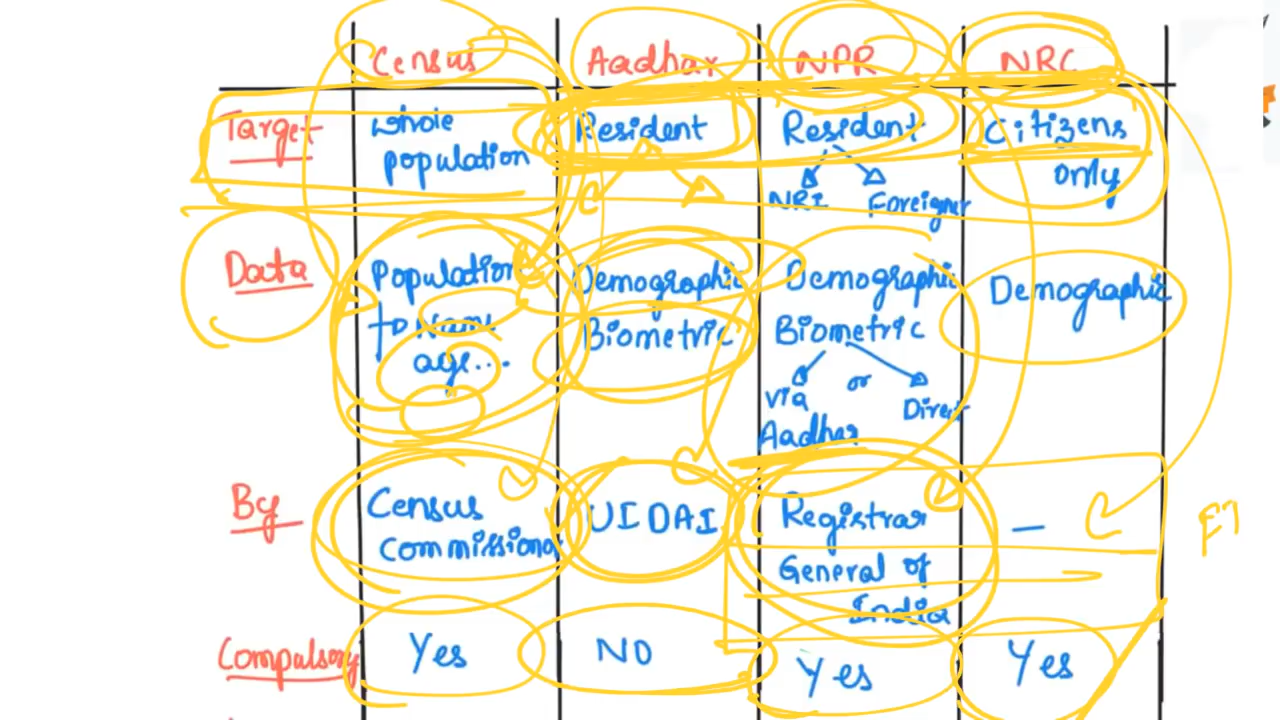 Census Aadhar NPR NRC
Target whole population Resident Resident Citizens only
NRI Foreigner
Data Population to Name age... Demographic Biometric Demographic Biometric Demographic
via Aadhar or Direct
By Census Commissioner UIDAI Registrar General of India —
Compulsory Yes NO Yes Yes